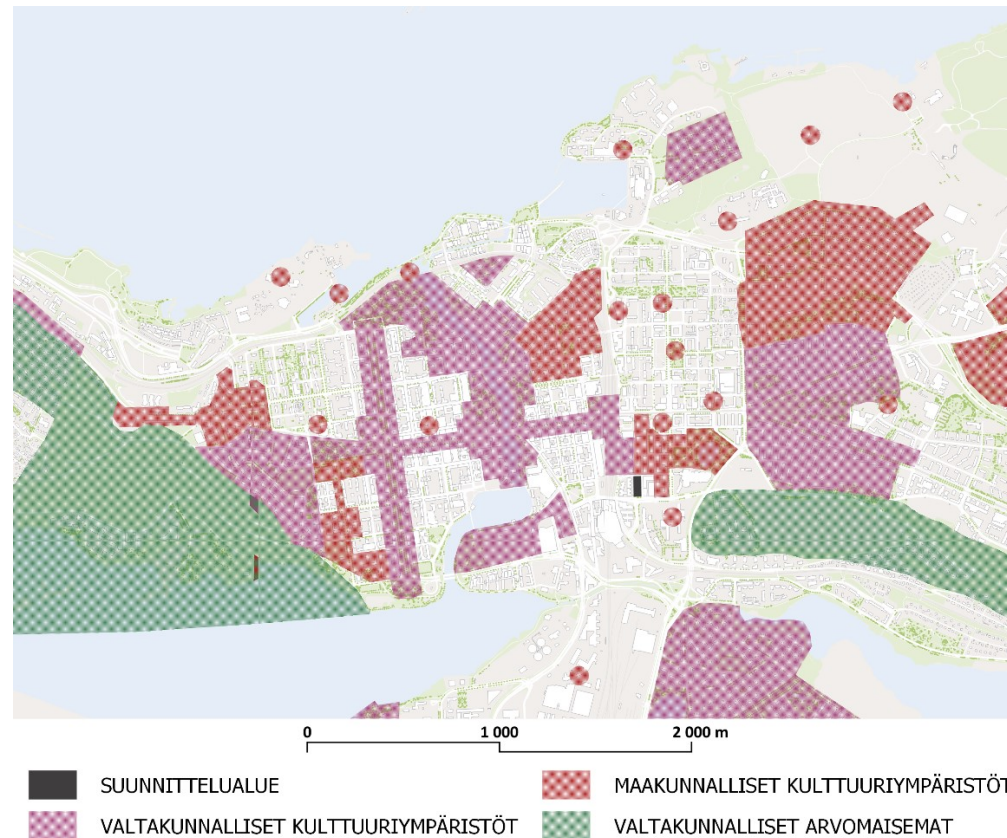 0 1 000 2 000 m
SUUNNITTELUALUE MAAKUNNALLISET KULTTUURIYMPÄRISTÖT
VALTAKUNNALLISET KULTTUURIYMPÄRISTÖT VALTAKUNNALLISET ARVOMAISEMAT